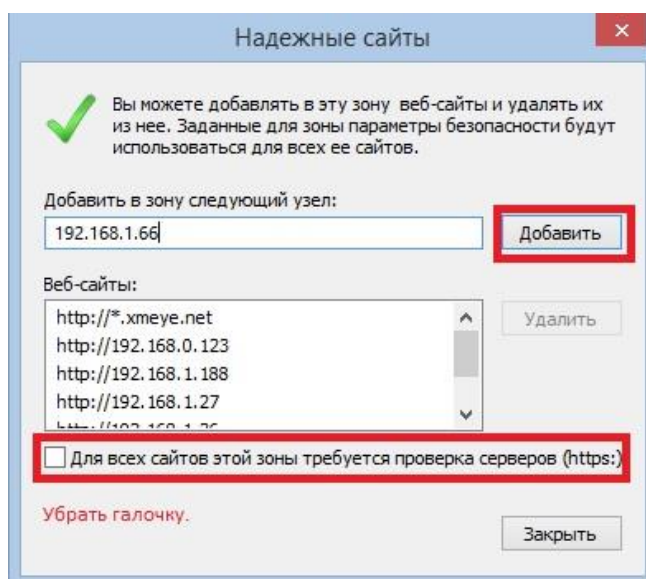 Надежные сайты
Вы можете добавлять в эту зону веб-сайты и удалять их
из нее. Заданные для зоны параметры безопасности будут
использоваться для всех ее сайтов.
Добавить в зону следующий узел:
192.168.1.66
Добавить
Веб-сайты:
http://*.xmeye.net
Удалить
http://192.168.0.123
http://192.168.1.188
http://192.168.1.27
Для всех сайтов этой зоны требуется проверка серверов (https:)
Убрать галочку.
Закрыть